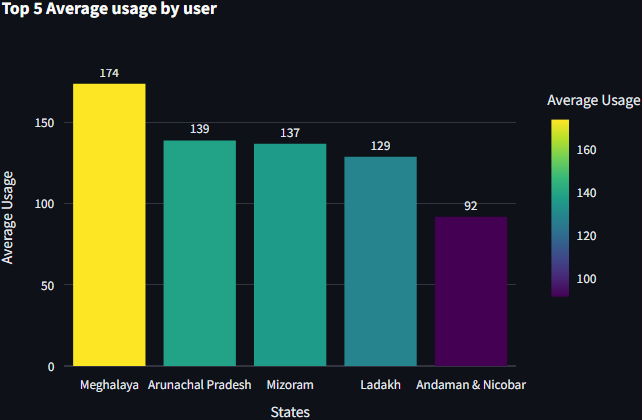 Top 5 Average usage by user
174
139
137
129
92
150
100
50
0
Average Usage
Meghalaya Arunachal Pradesh Mizoram Ladakh Andaman & Nicobar
States
Average Usage
160
140
120
100